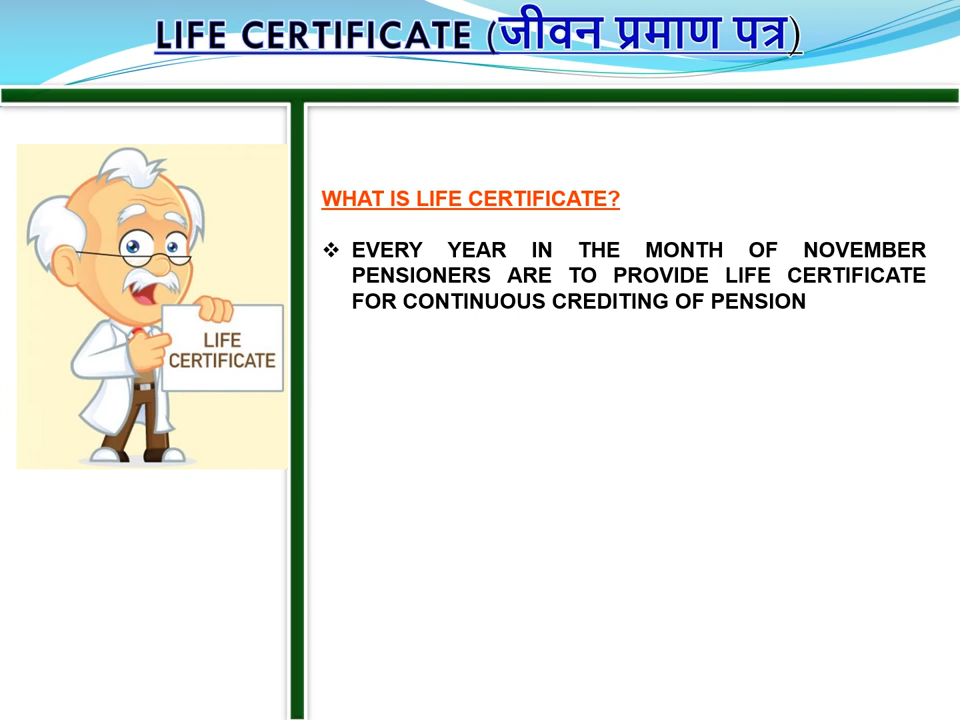 LIFE CERTIFICATE (जीवन प्रमाण पत्र)
LIFE
CERTIFICATE
WHAT IS LIFE CERTIFICATE?
❖ EVERY YEAR IN THE MONTH OF NOVEMBER
PENSIONERS ARE TO PROVIDE LIFE CERTIFICATE
FOR CONTINUOUS CREDITING OF PENSION